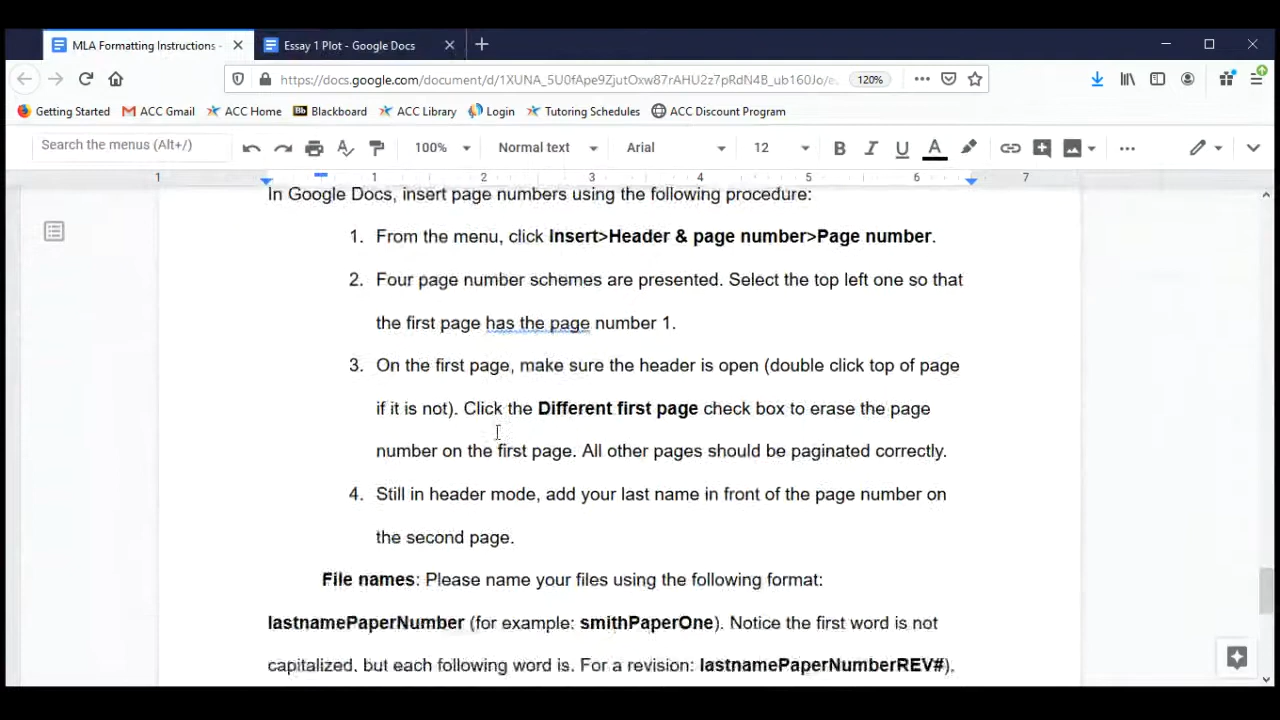 MLA Formatting Instructions -
Essay 1 Plot - Google Docs
https://docs.google.com/document/d/1XUNA_5U0fApe9ZjutOxw87rAHU2z7pRdN4B_ub160Jo/e
120%
Getting Started
ACC Gmail
ACC Home
Bb Blackboard
ACC Library
Login
Tutoring Schedules
ACC Discount Program
Search the menus (Alt+/)
100%
Normal text
Arial
12
1 1 2 3 4 5 6 7
In Google Docs, insert page numbers using the following procedure:
1. From the menu, click Insert>Header & page number>Page number.
2. Four page number schemes are presented. Select the top left one so that
the first page has the page number 1.
3. On the first page, make sure the header is open (double click top of page
if it is not). Click the Different first page check box to erase the page
number on the first page. All other pages should be paginated correctly.
4. Still in header mode, add your last name in front of the page number on
the second page.
File names: Please name your files using the following format:
lastnamePaperNumber (for example: smithPaperOne). Notice the first word is not
capitalized, but each following word is. For a revision: lastnamePaperNumberREV#).